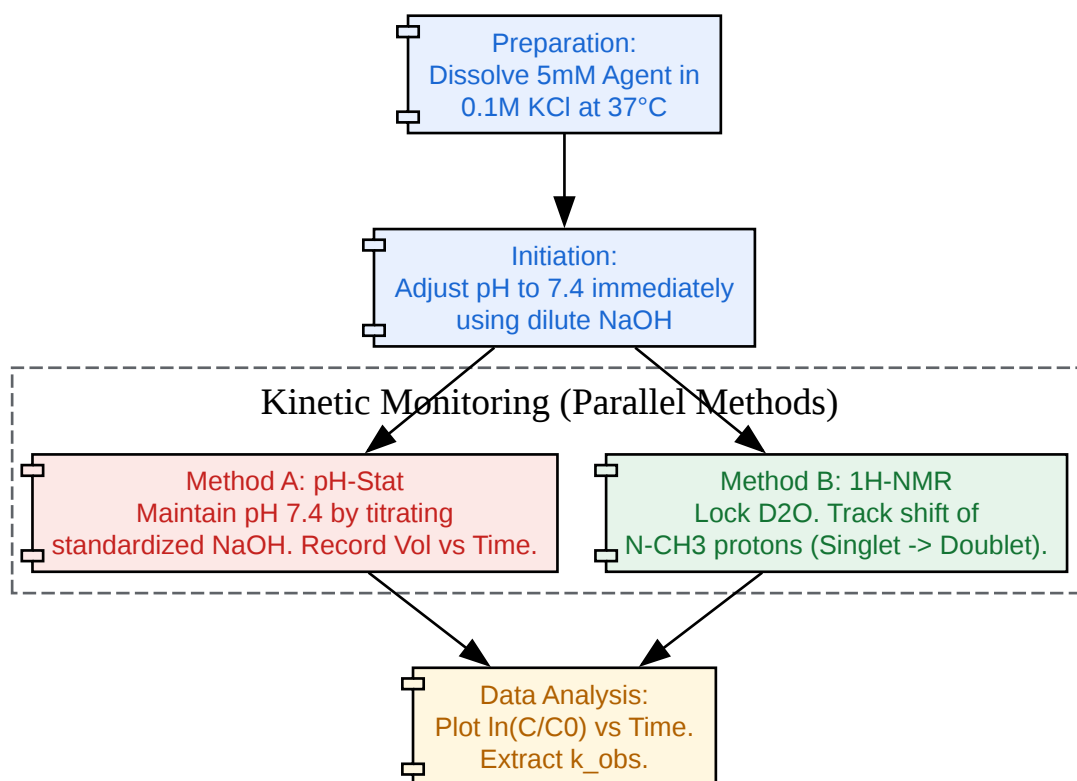 Preparation:
Dissolve 5mM Agent in
0.1M KCl at 37°C
Initiation:
Adjust pH to 7.4 immediately
using dilute NaOH
Kinetic Monitoring (Parallel Methods)
Method A: pH-Stat
Maintain pH 7.4 by titrating
standardized NaOH. Record Vol vs Time.
Method B: 1H-NMR
Lock D2O. Track shift of
N-CH3 protons (Singlet -> Doublet).
Data Analysis:
Plot ln(C/C0) vs Time.
Extract k_obs.